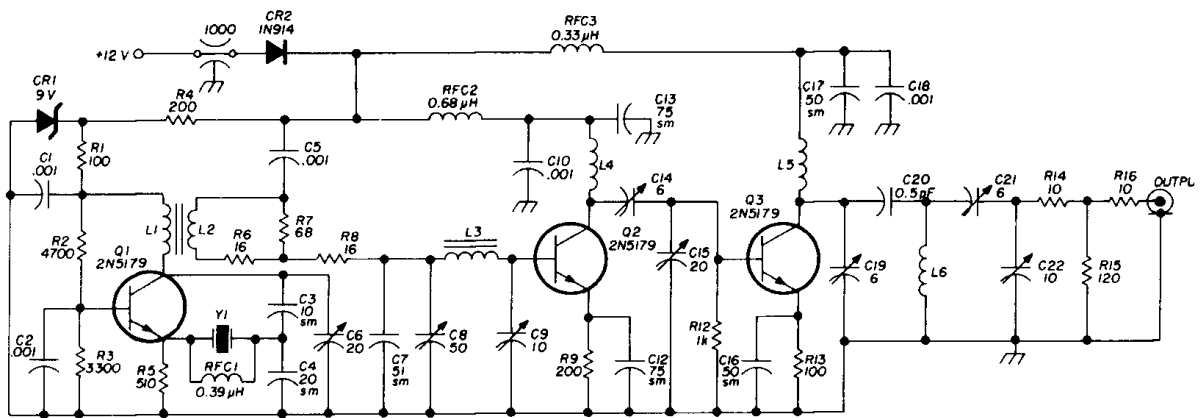 +12 V
1000
CR2
1N914
RFC3
0.33 µH
CR1
9 V
R4
200
RFC2
0.68 µH
C13
75
sm
C17
50
sm
C18
.001
R1
100
C1
.001
C5
.001
C10
.001
L4
L5
C14
6
C20
0.5 pF
C21
6
R14
10
R16
10
OUTPU
L1
L2
R7
68
R2
4700
Q1
2N5179
R6
16
R8
16
L3
Q2
2N5179
C15
20
Q3
2N5179
C19
6
L6
C22
10
R15
120
C2
.001
R3
3300
Y1
C3
10
sm
C6
20
C7
51
sm
C8
50
C9
10
R5
510
RFC1
0.39 µH
C4
20
sm
R9
200
C12
75
sm
R12
1k
C16
50
sm
R13
100